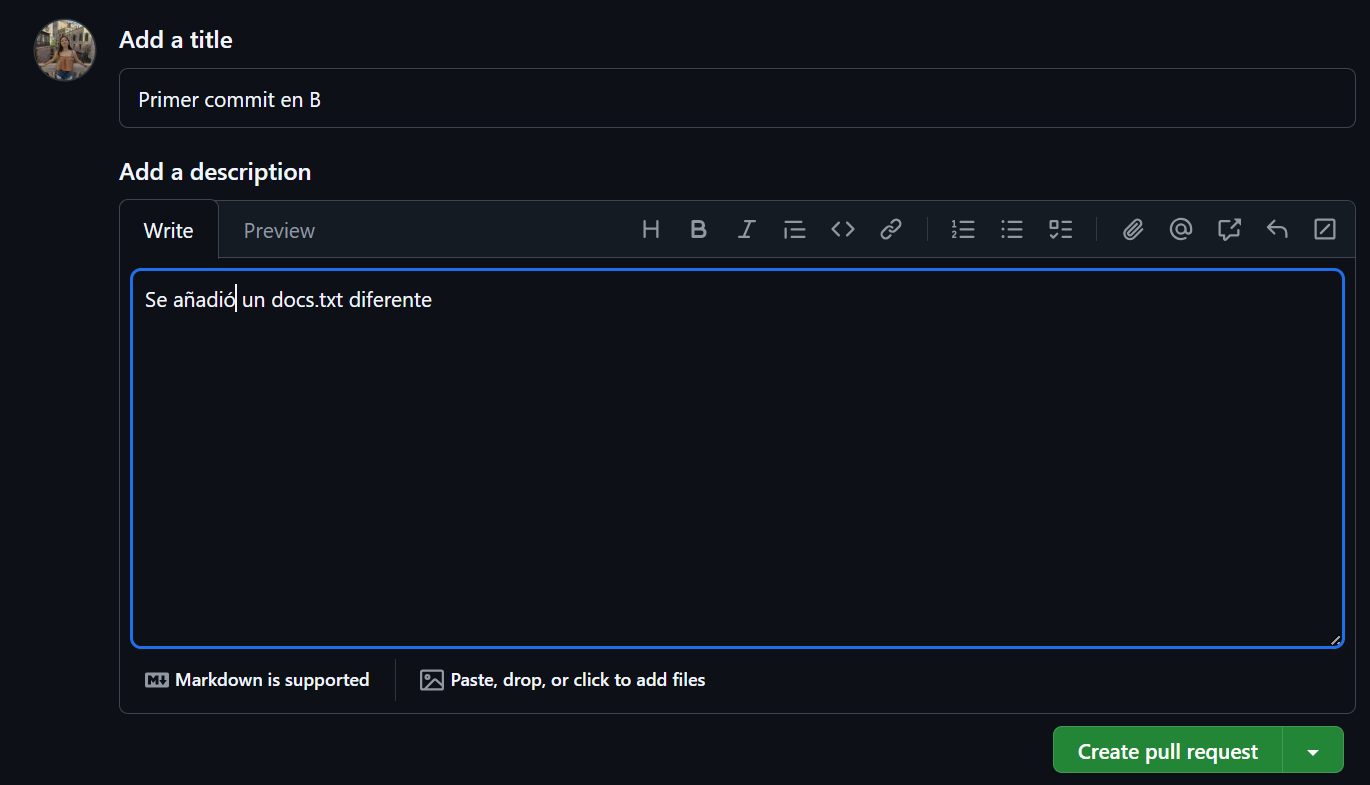 Add a title
Primer commit en B
Add a description
Write Preview
Se añadió un docs.txt diferente
Markdown is supported Paste, drop, or click to add files
Create pull request